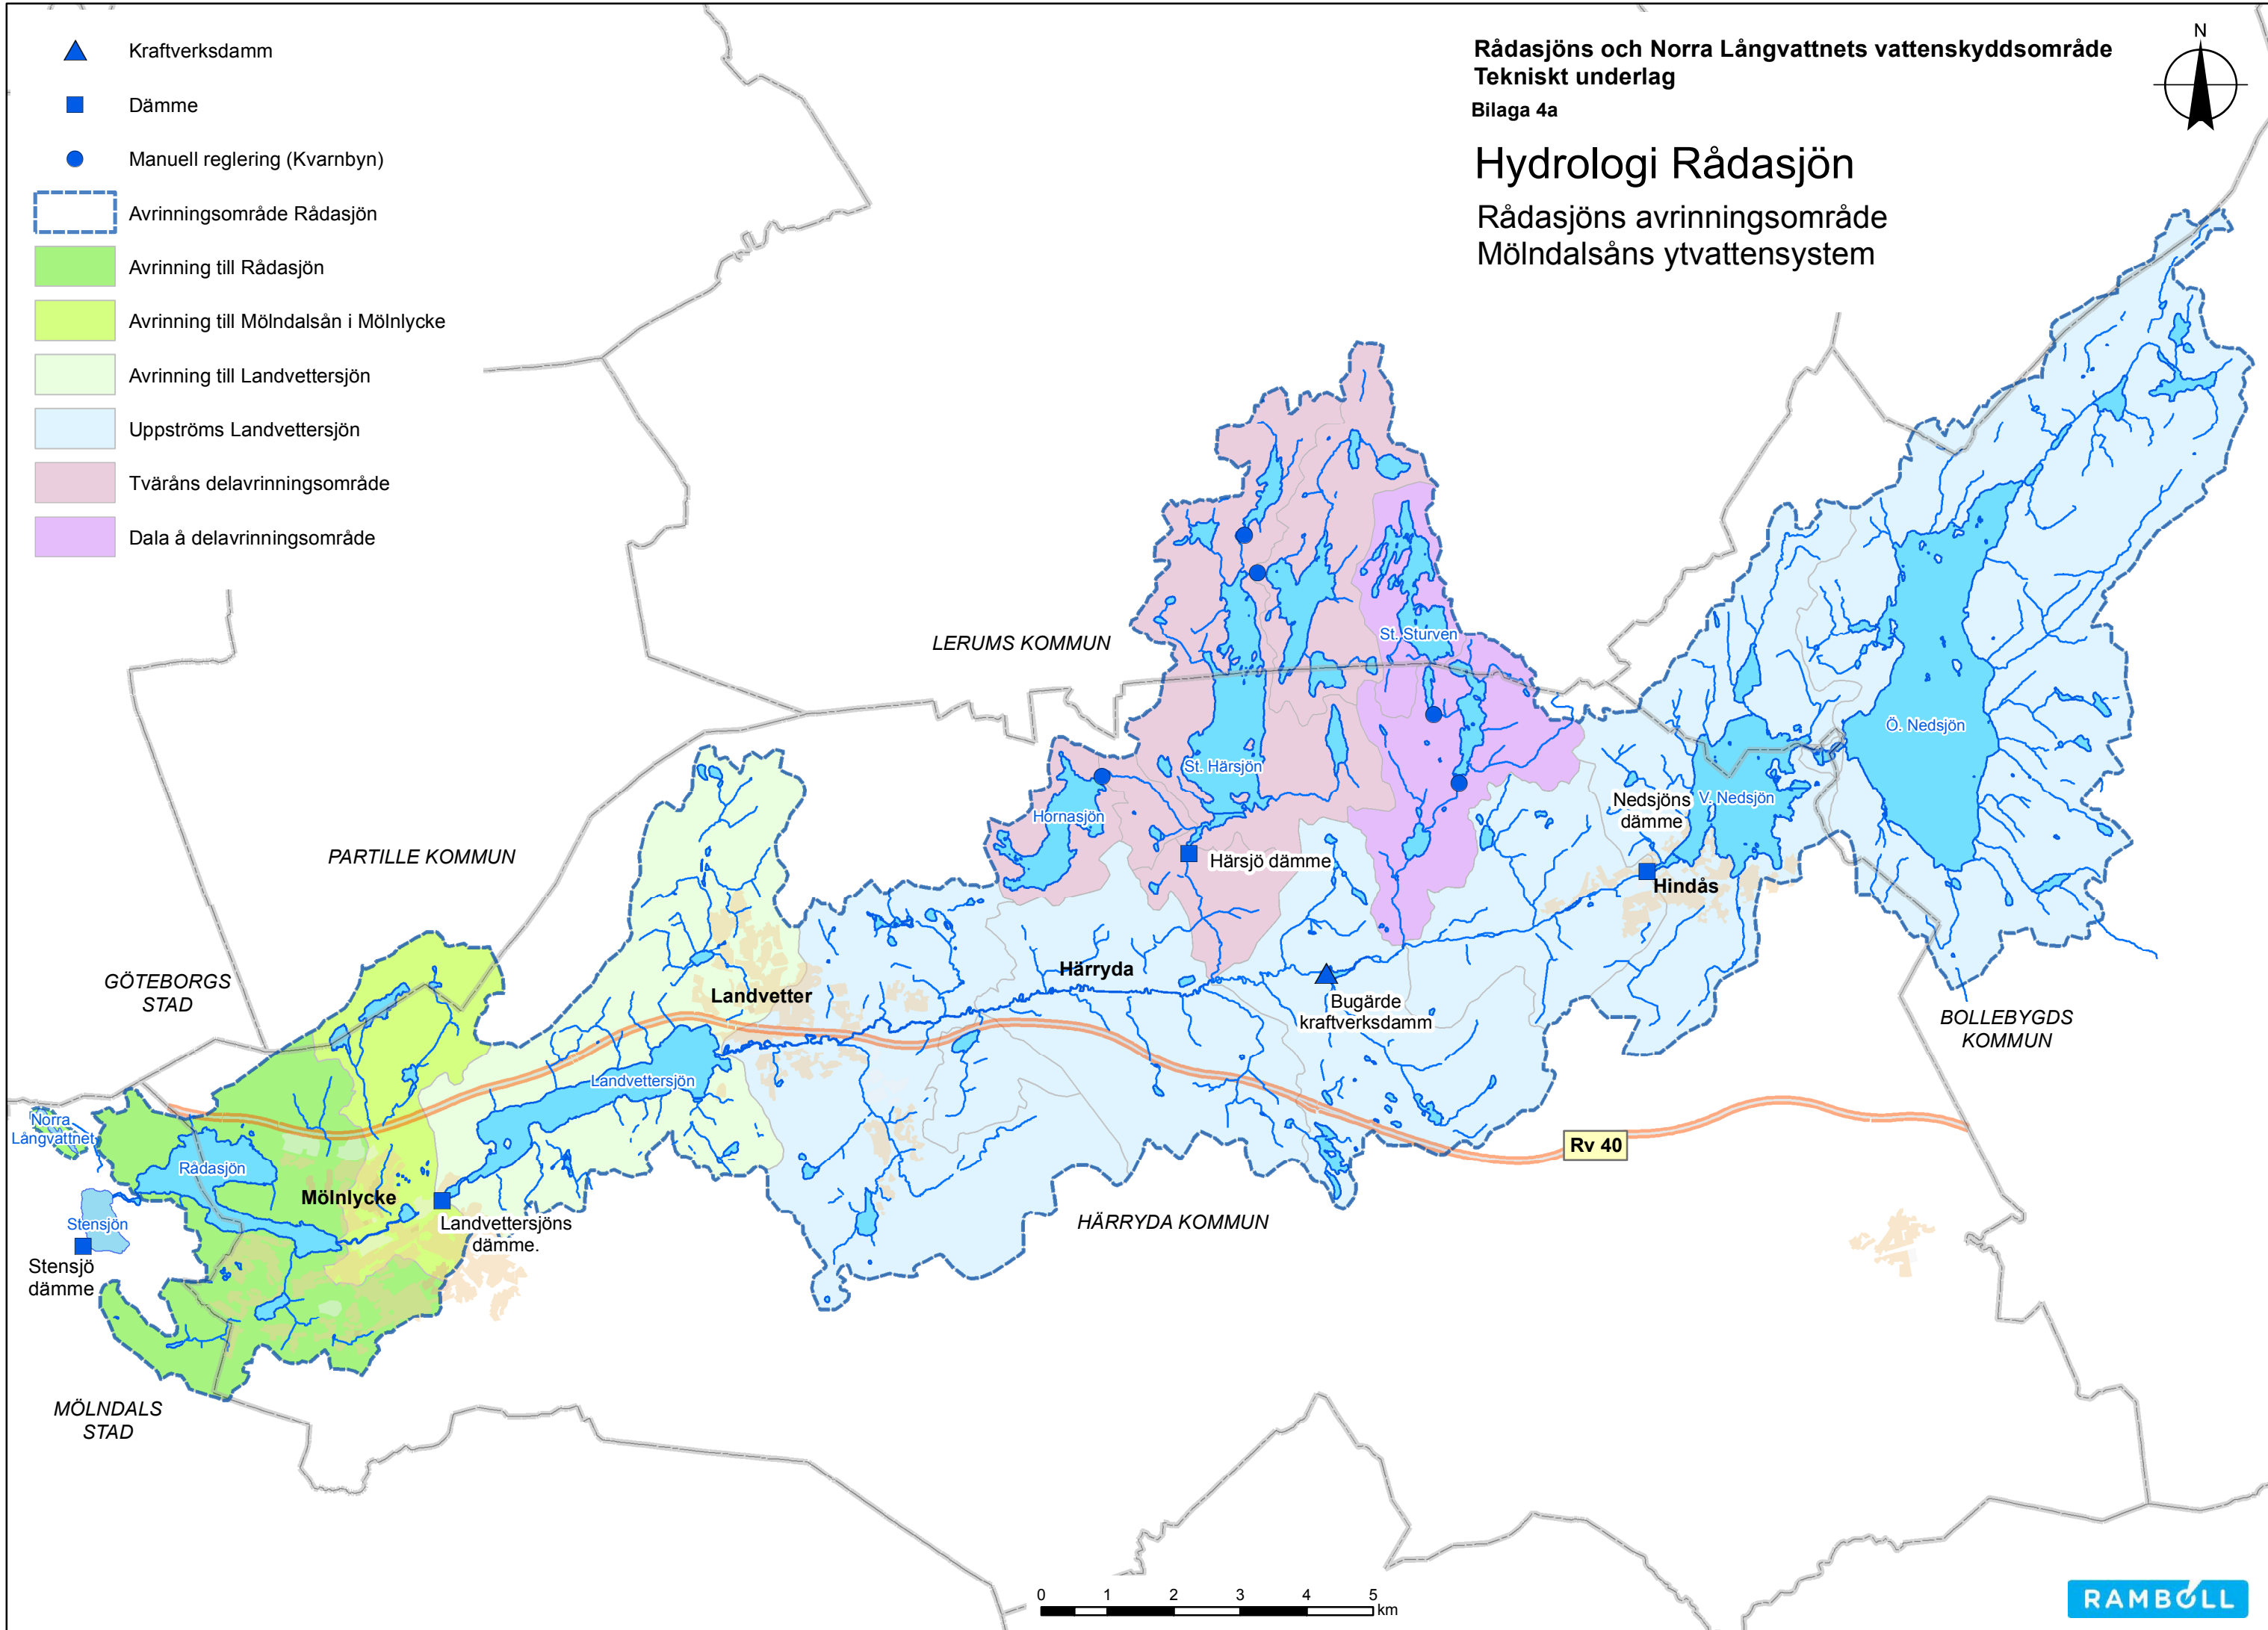 Kraftverksdamm
Dämme
Manuell reglering (Kvarnbyn)
Avrinningsområde Rådasjön
Avrinning till Rådasjön
Avrinning till Mölndalsån i Mölnlycke
Avrinning till Landvettersjön
Uppströms Landvettersjön
Tväråns delavrinningsområde
Dala å delavrinningsområde
Rådasjöns och Norra Långvattnets vattenskyddsområde
Tekniskt underlag
Bilaga 4a
Hydrologi Rådasjön
Rådasjöns avrinningsområde
Mölndalsåns ytvattensystem
N
LERUMS KOMMUN
St. Sturven
Ö. Nedsjön
St. Härsjön
Hornasjön
Nedsjöns
dämme
V. Nedsjön
PARTILLE KOMMUN
Härsjö dämme
Hindås
GÖTEBORGS
STAD
Landvetter
Härryda
Bugärde
kraftverksdamm
BOLLEBYGDS
KOMMUN
Landvettersjön
Norra
Långvattnet
Rådasjön
Rv 40
Mölnlycke
Stensjön
Landvettersjöns
dämme.
HÄRRYDA KOMMUN
Stensjö
dämme
MÖLNDALS
STAD
0 1 2 3 4 5
km
RAMBOLL